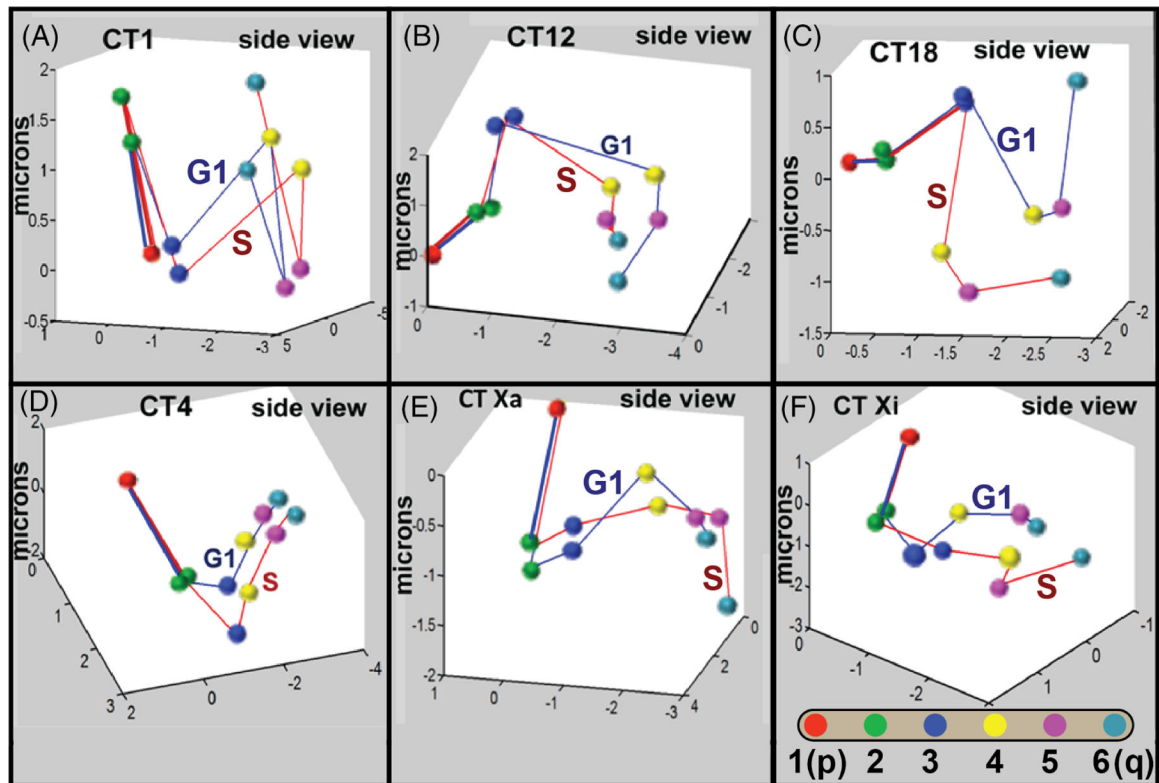 (A) CT1 side view
microns
2
1.5
1
0.5
0
-0.5
1 0 -1 -2 -3
5 0 -5
G1
S
(B) CT12 side view
microns
2
1
0
-1
0 -1 -2 -3 -4
0 -1 -2
G1
S
(C) CT18 side view
microns
1
0.5
0
-0.5
-1
-1.5
0 -0.5 -1 -1.5 -2 -2.5 -3
2 0 -2
G1
S
(D) CT4 side view
microns
2
0
-2
0
1
2
3
2 0 -2 -4
G1
S
(E) CT Xa side view
microns
0
-0.5
-1
-1.5
-2
1 0 -1 -2 -3
4 2 0
G1
S
(F) CT Xi side view
microns
1
0
-1
-2
-3
0 -1 -2
1 0 -1
G1
S
1(p) 2 3 4 5 6(q)